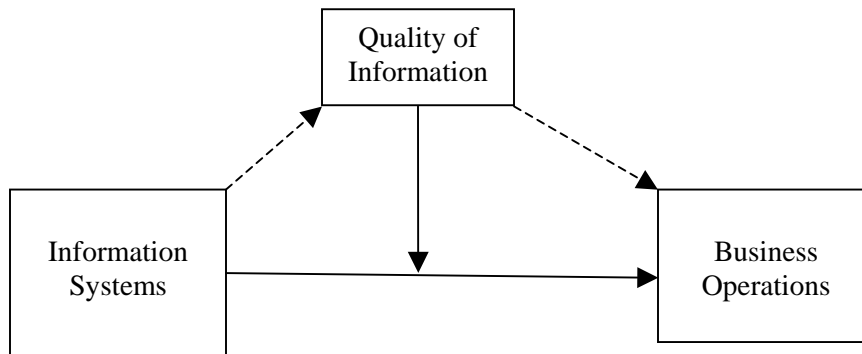 Quality of
Information
Information
Systems
Business
Operations